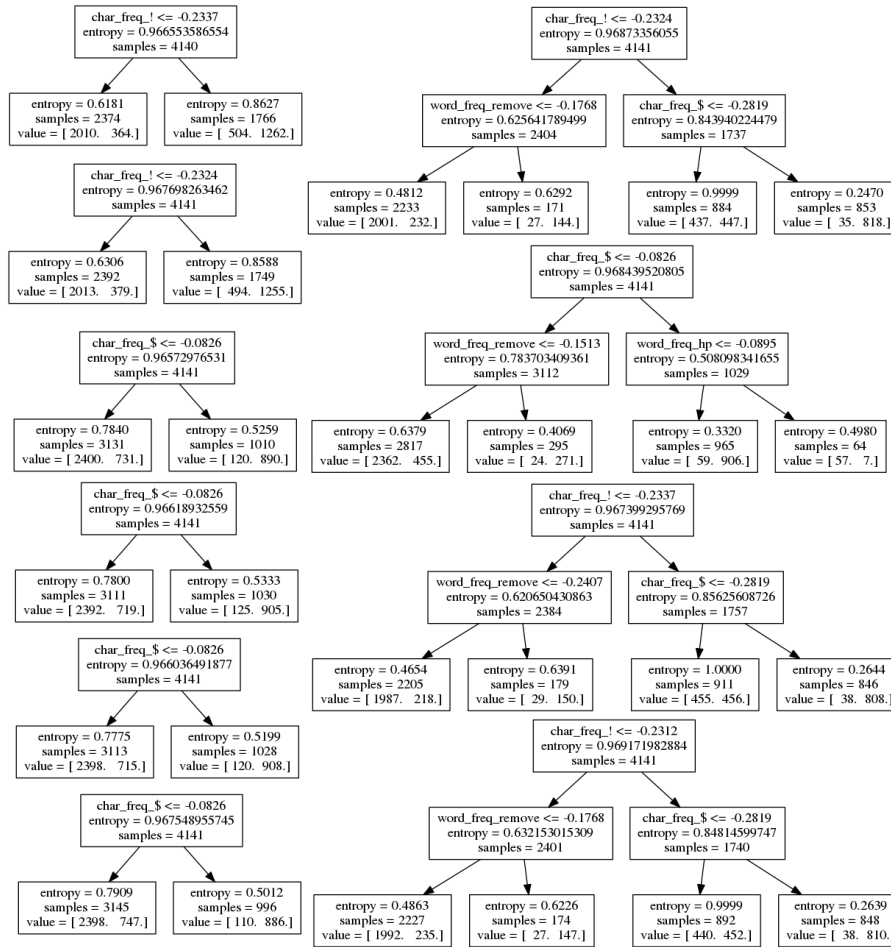 char_freq_! <= -0.2337
entropy = 0.966553586554
samples = 4140
entropy = 0.6181
samples = 2374
value = [ 2010. 364.]
entropy = 0.8627
samples = 1766
value = [ 504. 1262.]
char_freq_! <= -0.2324
entropy = 0.967698263462
samples = 4141
entropy = 0.6306
samples = 2392
value = [ 2013. 379.]
entropy = 0.8588
samples = 1749
value = [ 494. 1255.]
char_freq_$ <= -0.0826
entropy = 0.96572976531
samples = 4141
entropy = 0.7840
samples = 3131
value = [ 2400. 731.]
entropy = 0.5259
samples = 1010
value = [ 120. 890.]
char_freq_$ <= -0.0826
entropy = 0.96618932559
samples = 4141
entropy = 0.7800
samples = 3111
value = [ 2392. 719.]
entropy = 0.5333
samples = 1030
value = [ 125. 905.]
char_freq_$ <= -0.0826
entropy = 0.966036491877
samples = 4141
entropy = 0.7775
samples = 3113
value = [ 2398. 715.]
entropy = 0.5199
samples = 1028
value = [ 120. 908.]
char_freq_$ <= -0.0826
entropy = 0.967548955745
samples = 4141
entropy = 0.7909
samples = 3145
value = [ 2398. 747.]
entropy = 0.5012
samples = 996
value = [ 110. 886.]
char_freq_! <= -0.2324
entropy = 0.96873356055
samples = 4141
word_freq_remove <= -0.1768
entropy = 0.625641789499
samples = 2404
char_freq_$ <= -0.2819
entropy = 0.843940224479
samples = 1737
entropy = 0.4812
samples = 2233
value = [ 2001. 232.]
entropy = 0.6292
samples = 171
value = [ 27. 144.]
entropy = 0.9999
samples = 884
value = [ 437. 447.]
entropy = 0.2470
samples = 853
value = [ 35. 818.]
char_freq_$ <= -0.0826
entropy = 0.968439520805
samples = 4141
word_freq_remove <= -0.1513
entropy = 0.783703409361
samples = 3112
word_freq_hp <= -0.0895
entropy = 0.508098341655
samples = 1029
entropy = 0.6379
samples = 2817
value = [ 2362. 455.]
entropy = 0.4069
samples = 295
value = [ 24. 271.]
entropy = 0.3320
samples = 965
value = [ 59. 906.]
entropy = 0.4980
samples = 64
value = [ 57. 7.]
char_freq_! <= -0.2337
entropy = 0.967399295769
samples = 4141
word_freq_remove <= -0.2407
entropy = 0.620650430863
samples = 2384
char_freq_$ <= -0.2819
entropy = 0.85625608726
samples = 1757
entropy = 0.4654
samples = 2205
value = [ 1987. 218.]
entropy = 0.6391
samples = 179
value = [ 29. 150.]
entropy = 1.0000
samples = 911
value = [ 455. 456.]
entropy = 0.2644
samples = 846
value = [ 38. 808.]
char_freq_! <= -0.2312
entropy = 0.969171982884
samples = 4141
word_freq_remove <= -0.1768
entropy = 0.632153015309
samples = 2401
char_freq_$ <= -0.2819
entropy = 0.84814599747
samples = 1740
entropy = 0.4863
samples = 2227
value = [ 1992. 235.]
entropy = 0.6226
samples = 174
value = [ 27. 147.]
entropy = 0.9999
samples = 892
value = [ 440. 452.]
entropy = 0.2639
samples = 848
value = [ 38. 810.]